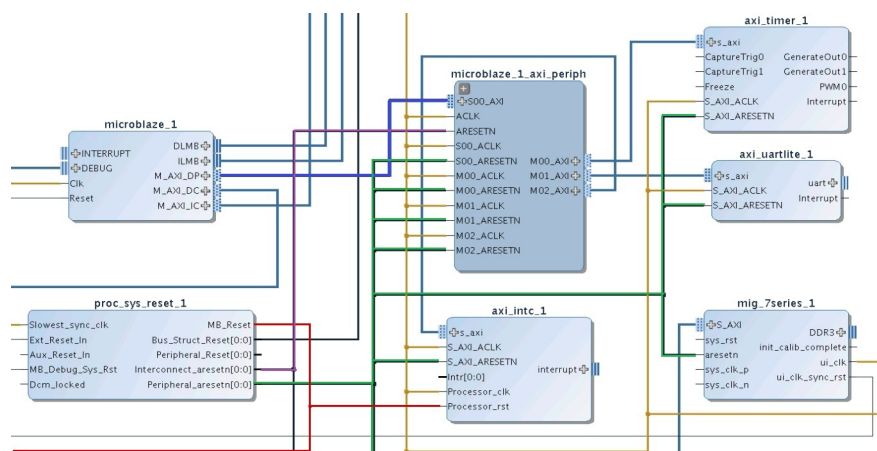 microblaze_1
INTERRUPT
DEBUG
Clk
Reset
DLMB
ILMB
M_AXI_DP
M_AXI_DC
M_AXI_IC
microblaze_1_axi_periph
S00_AXI
ACLK
ARESETN
S00_ACLK
S00_ARESETN
M00_ACLK
M00_ARESETN
M01_ACLK
M01_ARESETN
M02_ACLK
M02_ARESETN
M00_AXI
M01_AXI
M02_AXI
axi_timer_1
s_axi
CaptureTrig0
CaptureTrig1
Freeze
S_AXI_ACLK
S_AXI_ARESETN
GenerateOut0
GenerateOut1
PWM0
Interrupt
axi_uartlite_1
s_axi
S_AXI_ACLK
S_AXI_ARESETN
uart
Interrupt
proc_sys_reset_1
Slowest_sync_clk
Ext_Reset_In
Aux_Reset_In
MB_Debug_Sys_Rst
Dcm_locked
MB_Reset
Bus_Struct_Reset[0:0]
Peripheral_Reset[0:0]
Interconnect_aresetn[0:0]
Peripheral_aresetn[0:0]
axi_intc_1
s_axi
S_AXI_ACLK
S_AXI_ARESETN
Intr[0:0]
Processor_clk
Processor_rst
interrupt
mig_7series_1
S_AXI
sys_rst
aresetn
sys_clk_p
sys_clk_n
DDR3
init_calib_complete
ui_clk
ui_clk_sync_rst